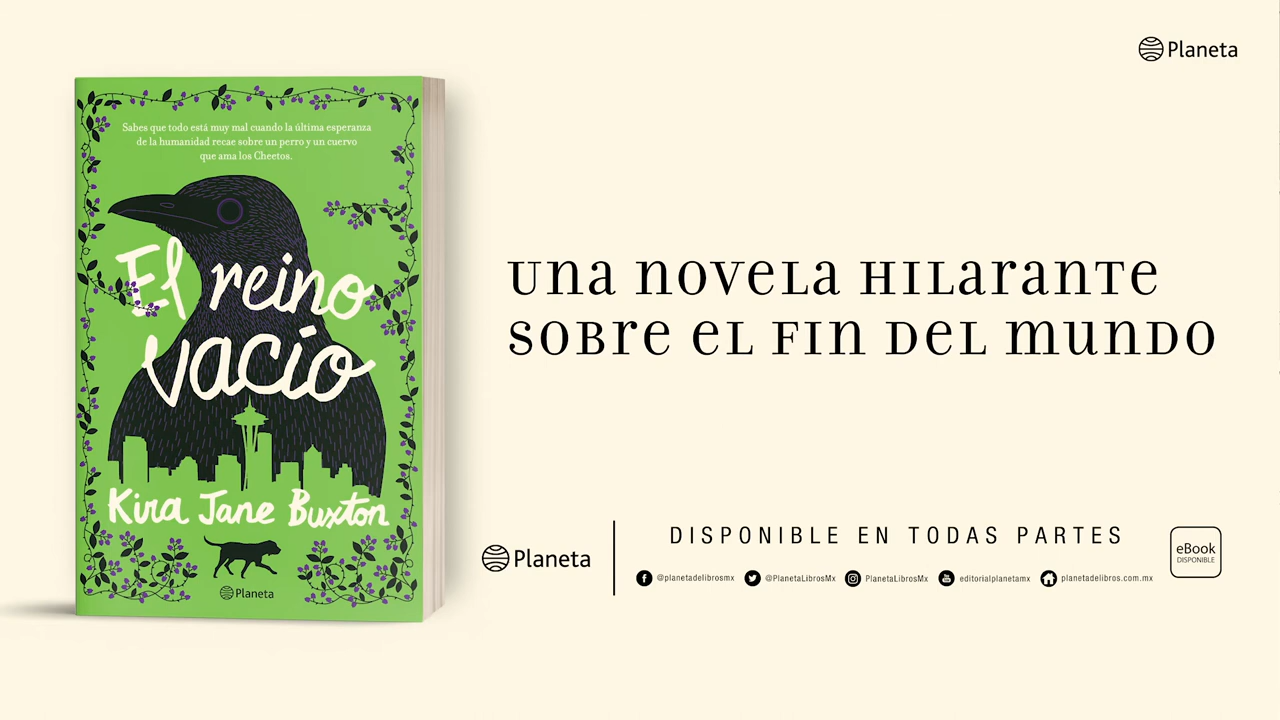 Planeta
Sabes que todo está muy mal cuando la última esperanza
de la humanidad recae sobre un perro y un cuervo
que ama los Cheetos.
El reino
vacío
Kira Jane Buxton
Planeta
una novela hilarante
sobre el fin del mundo
Planeta
DISPONIBLE EN TODAS PARTES
@planetadelibrosmx @PlanetaLibrosMx PlanetaLibrosMx editorialplanetamx planetadelibros.com.mx
eBook
DISPONIBLE